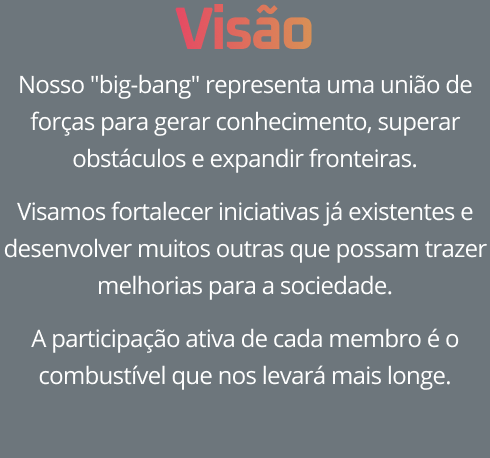 Visão
Nosso "big-bang" representa uma união de
forças para gerar conhecimento, superar
obstáculos e expandir fronteiras.
Visamos fortalecer iniciativas já existentes e
desenvolver muitos outras que possam trazer
melhorias para a sociedade.
A participação ativa de cada membro é o
combustível que nos levará mais longe.